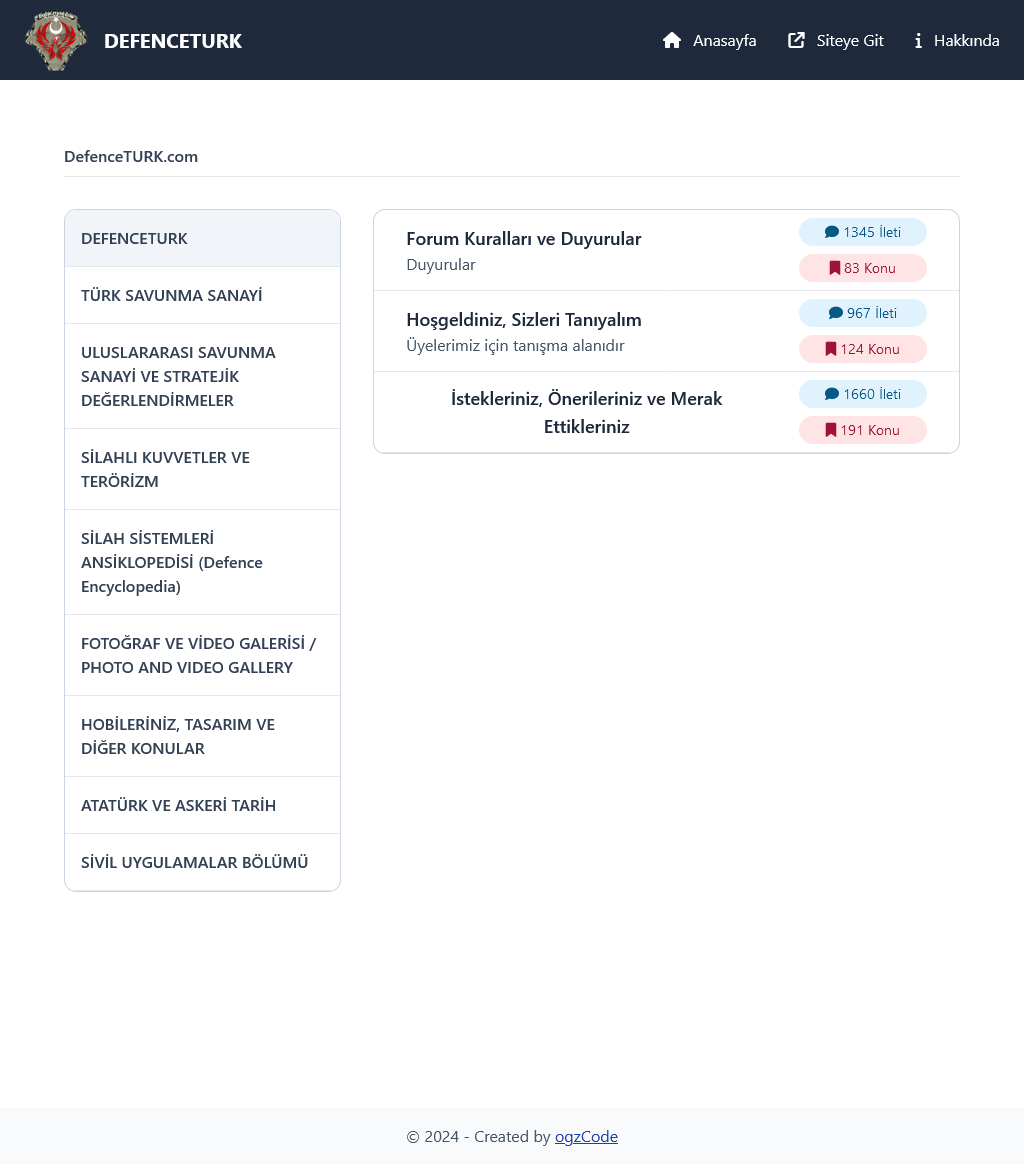 DEFENCETURK
Anasayfa
Siteye Git
Hakkında
DefenceTURK.com
DEFENCETURK
TÜRK SAVUNMA SANAYİ
ULUSLARARASI SAVUNMA
SANAYİ VE STRATEJİK
DEĞERLENDİRMELER
SİLAHLI KUVVETLER VE
TERÖRİZM
SİLAH SİSTEMLERİ
ANSİKLOPEDİSİ (Defence
Encyclopedia)
FOTOĞRAF VE VİDEO GALERİSİ /
PHOTO AND VIDEO GALLERY
HOBİLERİNİZ, TASARIM VE
DİĞER KONULAR
ATATÜRK VE ASKERİ TARİH
SİVİL UYGULAMALAR BÖLÜMÜ
Forum Kuralları ve Duyurular
Duyurular
1345 İleti
83 Konu
Hoşgeldiniz, Sizleri Tanıyalım
Üyelerimiz için tanışma alanıdır
967 İleti
124 Konu
İstekleriniz, Önerileriniz ve Merak
Ettikleriniz
1660 İleti
191 Konu
© 2024 - Created by ogzCode